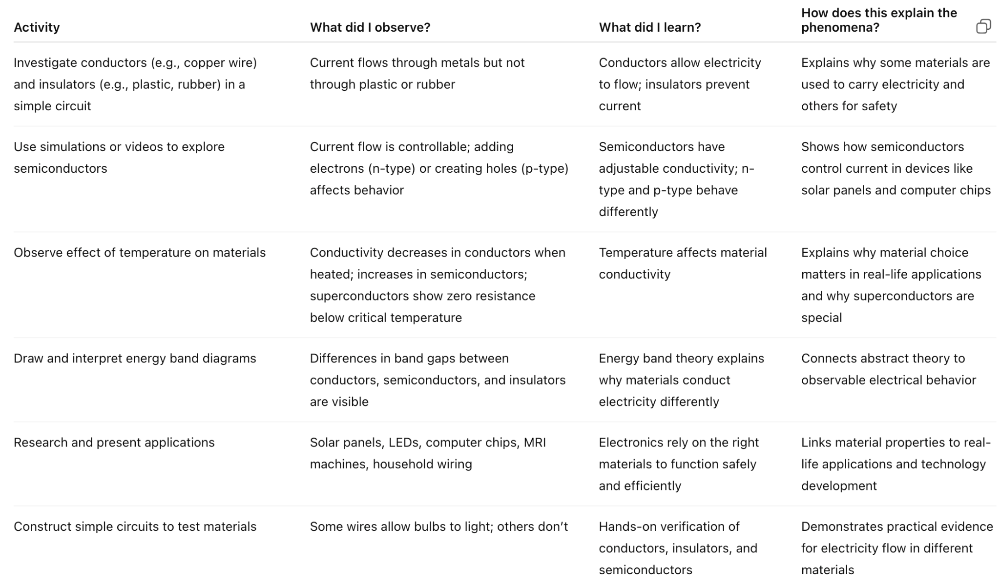 Activity
What did I observe?
What did I learn?
How does this explain the
phenomena?
Investigate conductors (e.g., copper wire)
and insulators (e.g., plastic, rubber) in a
simple circuit
Current flows through metals but not
through plastic or rubber
Conductors allow electricity
to flow; insulators prevent
current
Explains why some materials are
used to carry electricity and
others for safety
Use simulations or videos to explore
semiconductors
Current flow is controllable; adding
electrons (n-type) or creating holes (p-type)
affects behavior
Semiconductors have
adjustable conductivity; n-
type and p-type behave
differently
Shows how semiconductors
control current in devices like
solar panels and computer chips
Observe effect of temperature on materials
Conductivity decreases in conductors when
heated; increases in semiconductors;
superconductors show zero resistance
below critical temperature
Temperature affects material
conductivity
Explains why material choice
matters in real-life applications
and why superconductors are
special
Draw and interpret energy band diagrams
Differences in band gaps between
conductors, semiconductors, and insulators
are visible
Energy band theory explains
why materials conduct
electricity differently
Connects abstract theory to
observable electrical behavior
Research and present applications
Solar panels, LEDs, computer chips, MRI
machines, household wiring
Electronics rely on the right
materials to function safely
and efficiently
Links material properties to real-
life applications and technology
development
Construct simple circuits to test materials
Some wires allow bulbs to light; others don’t
Hands-on verification of
conductors, insulators, and
semiconductors
Demonstrates practical evidence
for electricity flow in different
materials